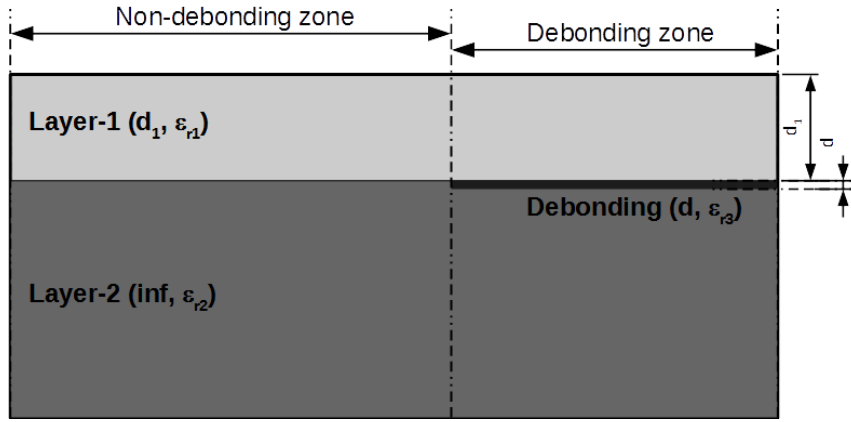 Non-debonding zone
Debonding zone
Layer-1 (d₁, εᵣ₁)
d₁
d
Debonding (d, εᵣ₃)
Layer-2 (inf, εᵣ₂)